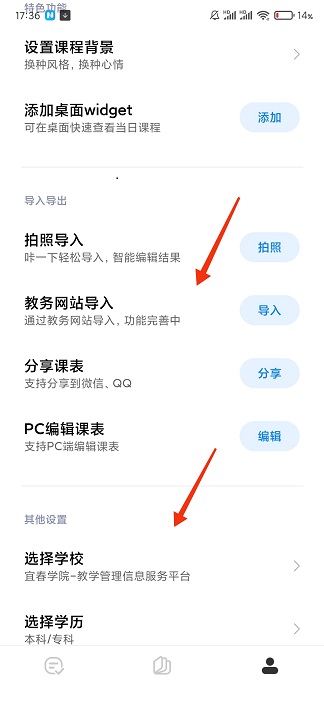 特色功能
17:36 N HD HD 14%
设置课程背景
换种风格，换种心情
添加桌面widget
可在桌面快速查看当日课程
添加
导入导出
拍照导入
咔一下轻松导入，智能编辑结果
拍照
教务网站导入
通过教务网站导入，功能完善中
导入
分享课表
支持分享到微信、QQ
分享
PC编辑课表
支持PC端编辑课表
编辑
其他设置
选择学校
宜春学院-教学管理信息服务平台
选择学历
本科/专科